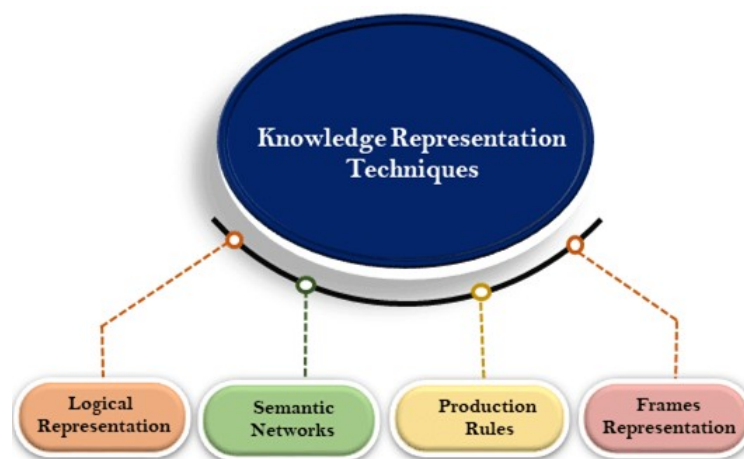 Knowledge Representation
Techniques
Logical
Representation
Semantic
Networks
Production
Rules
Frames
Representation